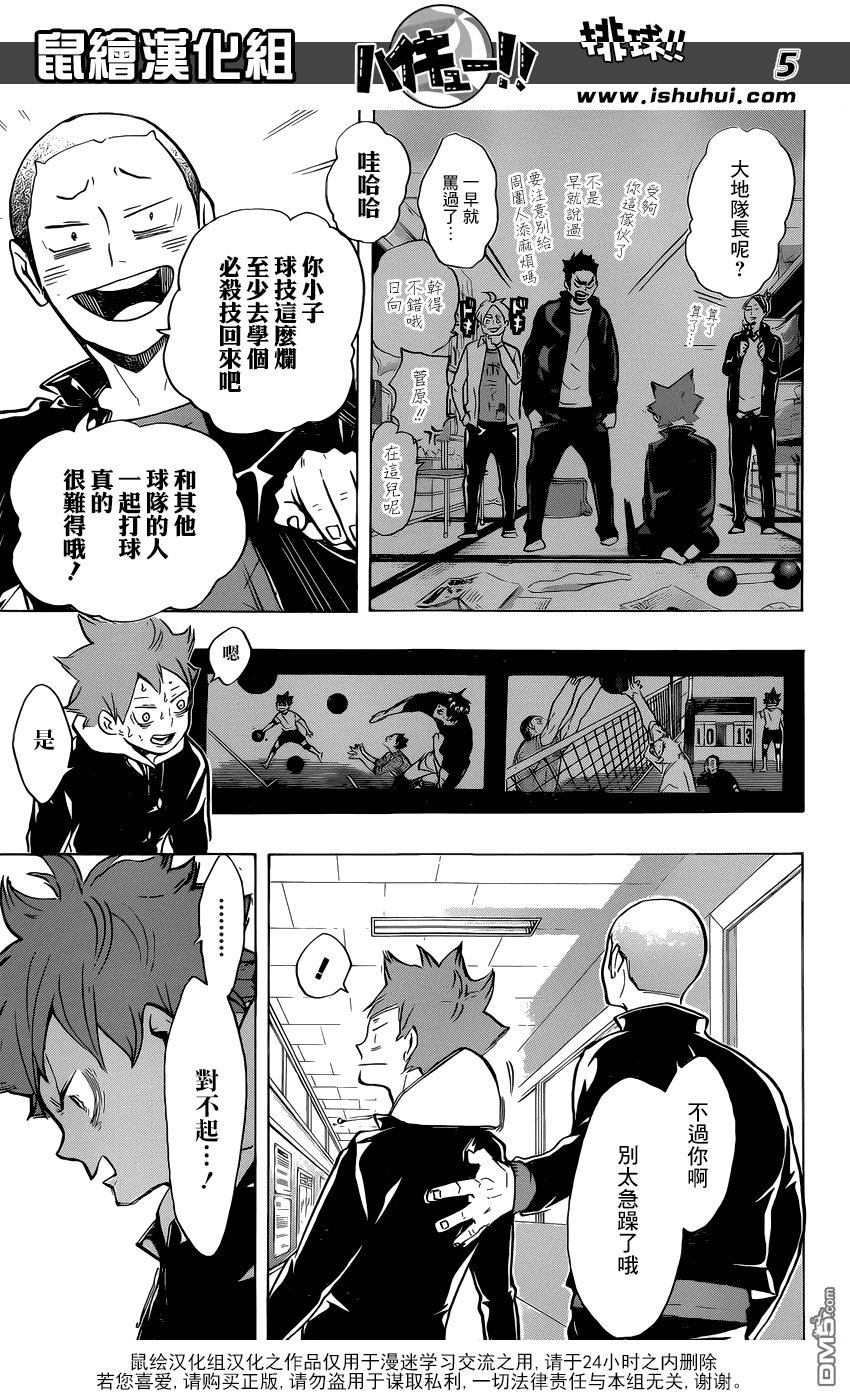 鼠繪漢化組
ハイキュー!!
排球!!
5
www.ishuhui.com
大地隊長呢?
受夠
你這傢伙了
不是
早就說過
要注意別給
周圍人添麻煩嗎
一早就
罵過了…
算了
算了…
幹得
不錯哦
日向
菅原!!
在這兒呢
哇哈哈
你小子
球技這麼爛
至少去學個
必殺技回來吧
和其他
球隊的人
一起打球
真的
很難得哦!
10 13
嗯
是
不過你啊
別太急躁了哦
!
………
對不起…!
DM5.com
鼠绘汉化组汉化之作品仅用于漫迷学习交流之用, 请于24小时之内删除
若您喜爱, 请购买正版, 请勿盗用于谋取私利, 一切法律责任与本组无关, 谢谢。